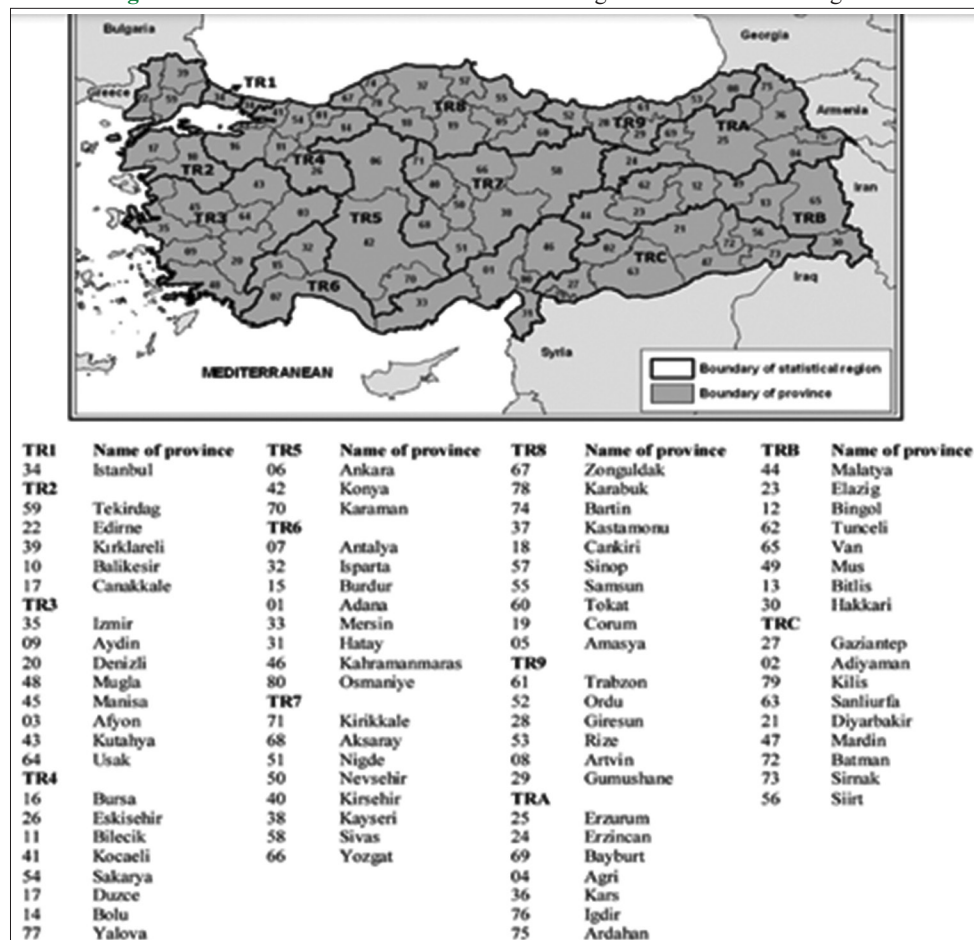 Bulgaria
Georgia
Greece
TR1
Armenia
TR8
TR9
TRA
TR2
TR4
TR7
Iran
TR3
TR5
TRB
TRC
TR6
Iraq
Syria
MEDITERRANEAN
Boundary of statistical region
Boundary of province
TR1 Name of province
34 Istanbul
TR2
59 Tekirdag
22 Edirne
39 Kırklareli
10 Balikesir
17 Canakkale
TR3
35 Izmir
09 Aydin
20 Denizli
48 Mugla
45 Manisa
03 Afyon
43 Kutahya
64 Usak
TR4
16 Bursa
26 Eskisehir
11 Bilecik
41 Kocaeli
54 Sakarya
17 Duzce
14 Bolu
77 Yalova
TR5 Name of province
06 Ankara
42 Konya
70 Karaman
TR6
07 Antalya
32 Isparta
15 Burdur
01 Adana
33 Mersin
31 Hatay
46 Kahramanmaras
80 Osmaniye
TR7
71 Kirikkale
68 Aksaray
51 Nigde
50 Nevsehir
40 Kirsehir
38 Kayseri
58 Sivas
66 Yozgat
TR8 Name of province
67 Zonguldak
78 Karabuk
74 Bartin
37 Kastamonu
18 Cankiri
57 Sinop
55 Samsun
60 Tokat
19 Corum
05 Amasya
TR9
61 Trabzon
52 Ordu
28 Giresun
53 Rize
08 Artvin
29 Gumushane
TRA
25 Erzurum
24 Erzincan
69 Bayburt
04 Agri
36 Kars
76 Igdir
75 Ardahan
TRB Name of province
44 Malatya
23 Elazig
12 Bingol
62 Tunceli
65 Van
49 Mus
13 Bitlis
30 Hakkari
TRC
27 Gaziantep
02 Adiyaman
79 Kilis
63 Sanliurfa
21 Diyarbakir
47 Mardin
72 Batman
73 Sirnak
56 Siirt